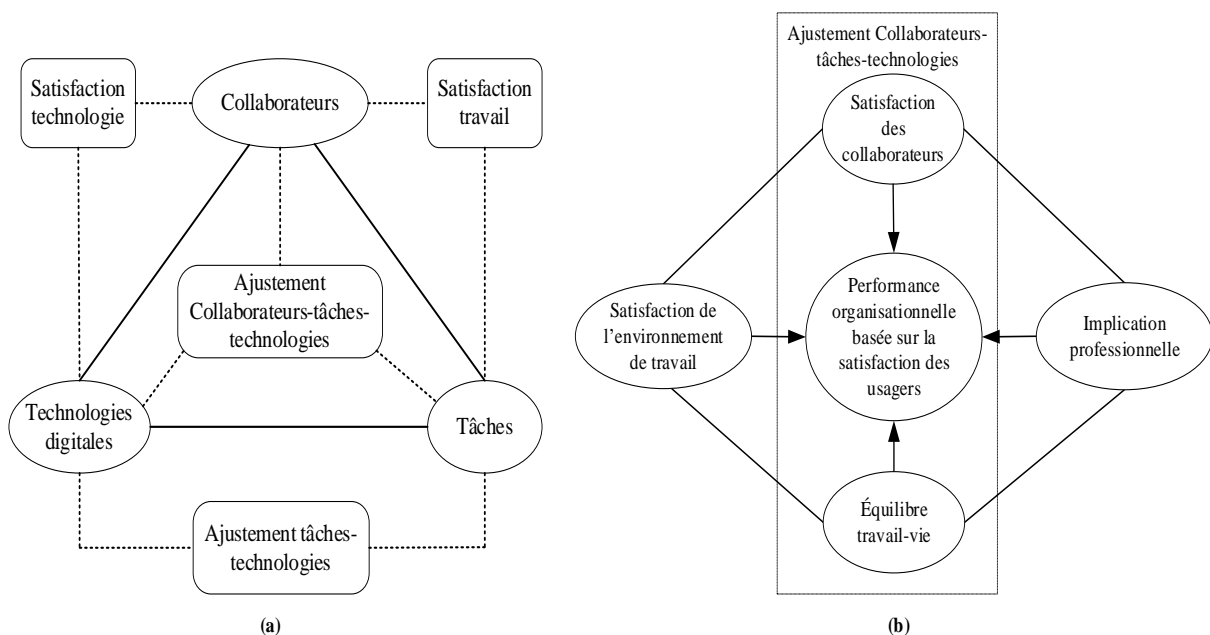 Satisfaction
technologie
Collaborateurs
Satisfaction
travail
Ajustement
Collaborateurs-tâches-
technologies
Technologies
digitales
Tâches
Ajustement tâches-
technologies
(a)
Ajustement Collaborateurs-
tâches-technologies
Satisfaction
des
collaborateurs
Satisfaction de
l’environnement
de travail
Performance
organisationnelle
basée sur la
satisfaction des
usagers
Implication
professionnelle
Équilibre
travail-vie
(b)